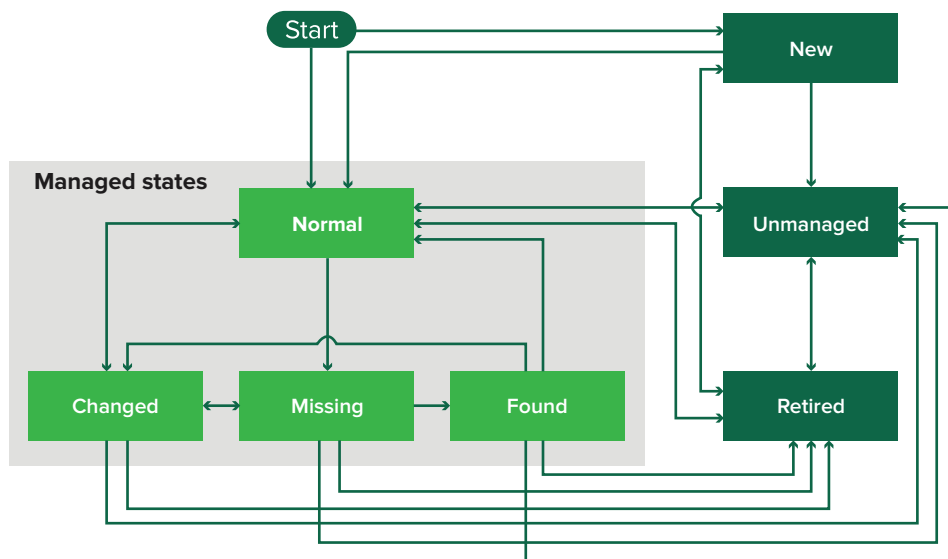 Start
New
Managed states
Normal
Unmanaged
Changed
Missing
Found
Retired